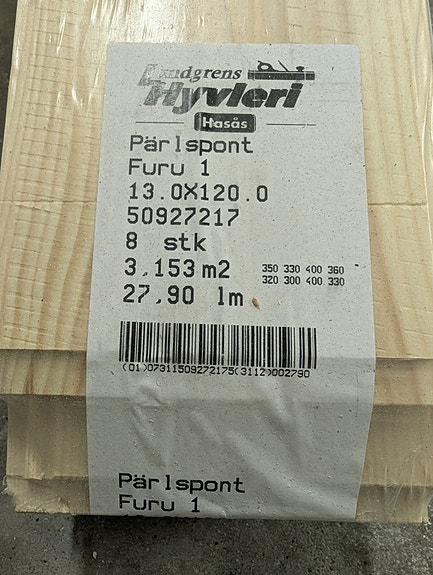 Lundgrens
Hyvleri
Hasås
Pärlspont
Furu 1
13.0X120.0
50927217
8 stk
3,153 m2
350 330 400 360
320 300 400 330
27,90 lm
(01)07311509272175(3112)002790
Pärlspont
Furu 1